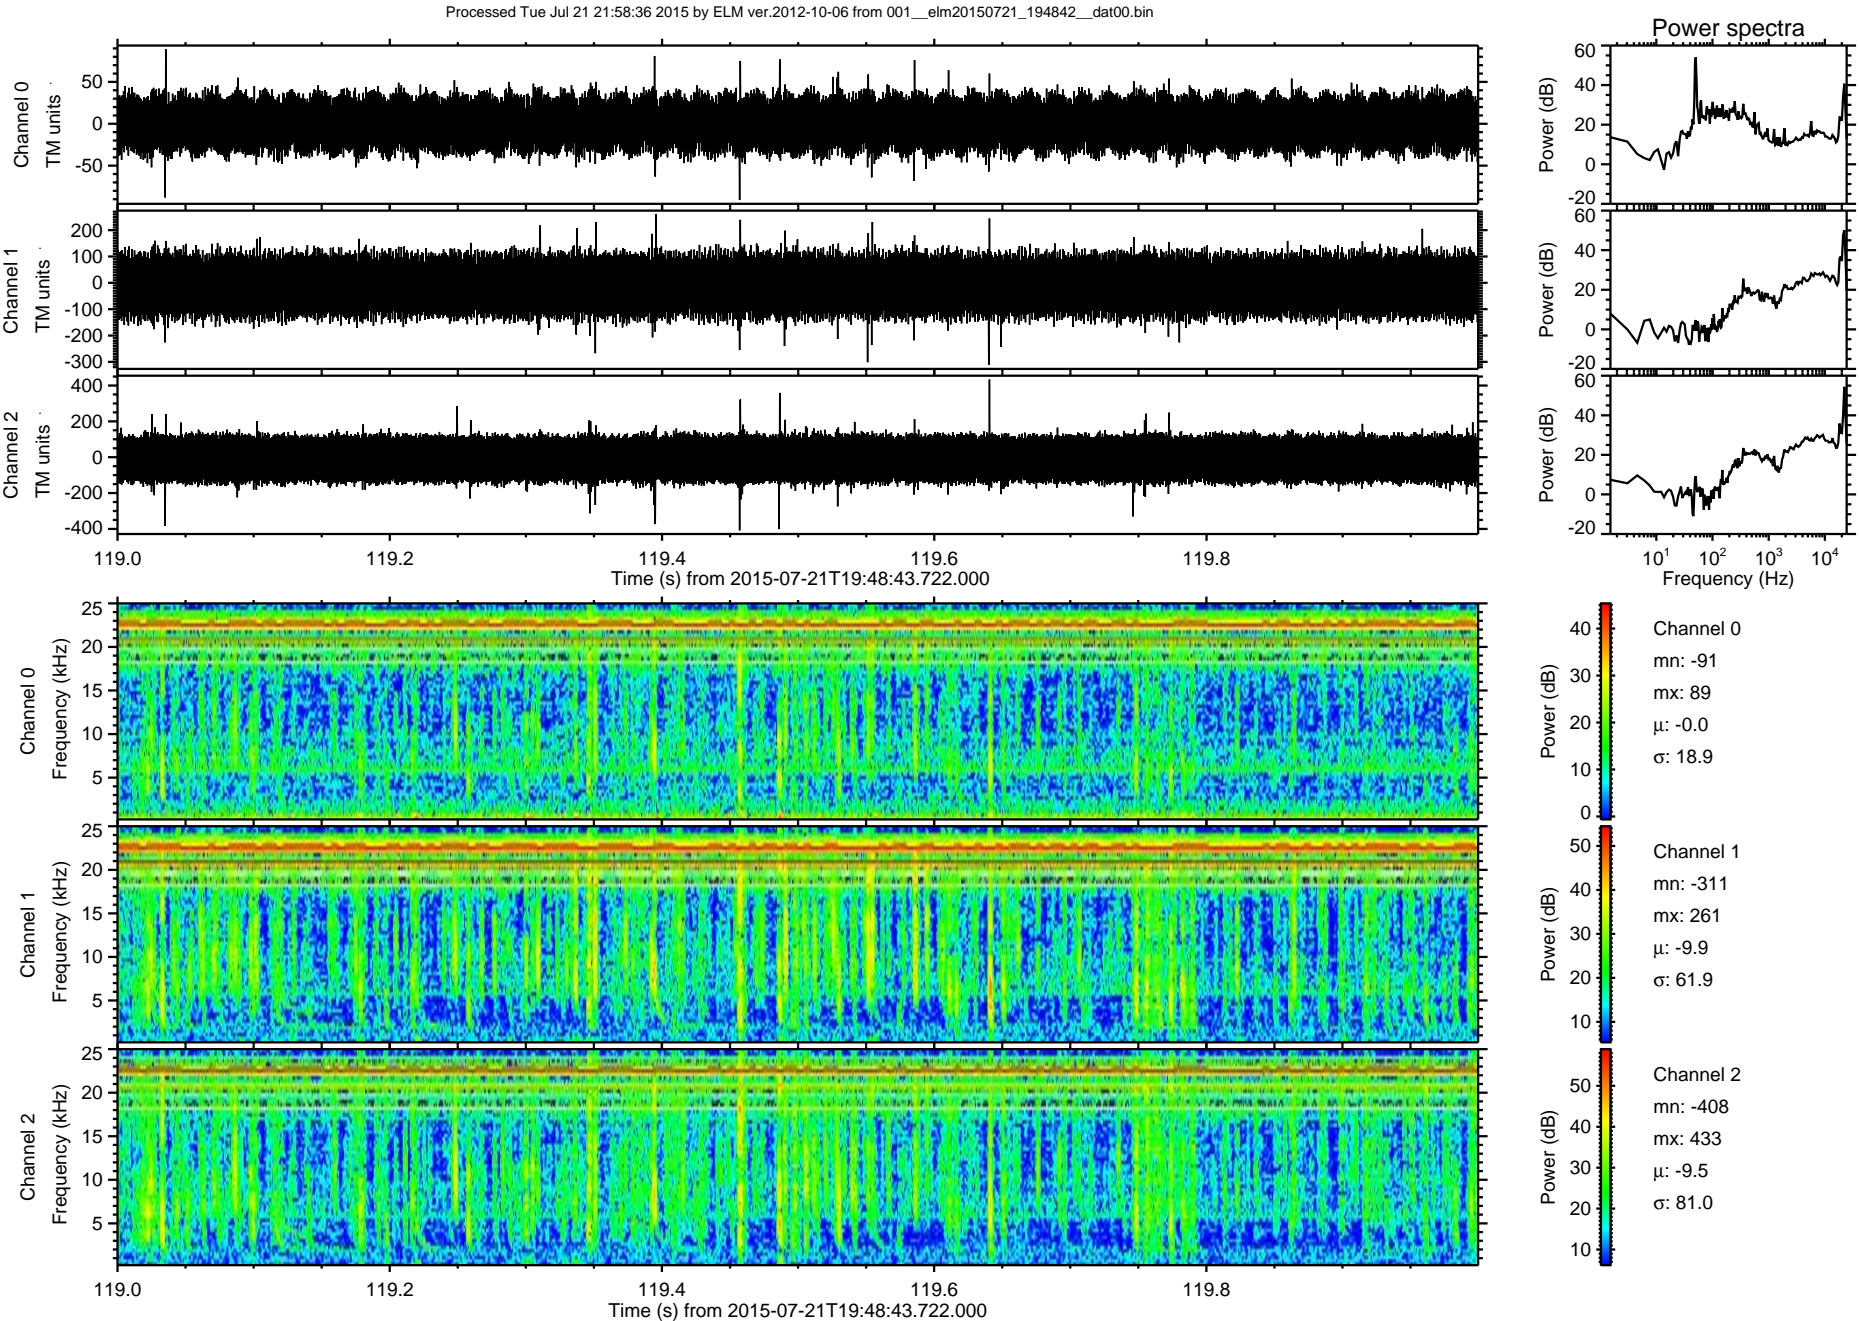 Processed Tue Jul 21 21:58:36 2015 by ELM ver.2012-10-06 from 001__elm20150721_194842__dat00.bin
Power spectra
Channel 0
TM units
50
0
-50
Power (dB)
60
40
20
0
-20
Channel 1
TM units
200
100
0
-100
-200
-300
Power (dB)
60
40
20
0
-20
Channel 2
TM units
400
200
0
-200
-400
Power (dB)
60
40
20
0
-20
119.0 119.2 119.4 119.6 119.8
Time (s) from 2015-07-21T19:48:43.722.000
10^1 10^2 10^3 10^4
Frequency (Hz)
Channel 0
Frequency (kHz)
25
20
15
10
5
Power (dB)
40
30
20
10
0
Channel 0
mn: -91
mx: 89
μ: -0.0
σ: 18.9
Channel 1
Frequency (kHz)
25
20
15
10
5
Power (dB)
50
40
30
20
10
Channel 1
mn: -311
mx: 261
μ: -9.9
σ: 61.9
Channel 2
Frequency (kHz)
25
20
15
10
5
Power (dB)
50
40
30
20
10
Channel 2
mn: -408
mx: 433
μ: -9.5
σ: 81.0
119.0 119.2 119.4 119.6 119.8
Time (s) from 2015-07-21T19:48:43.722.000